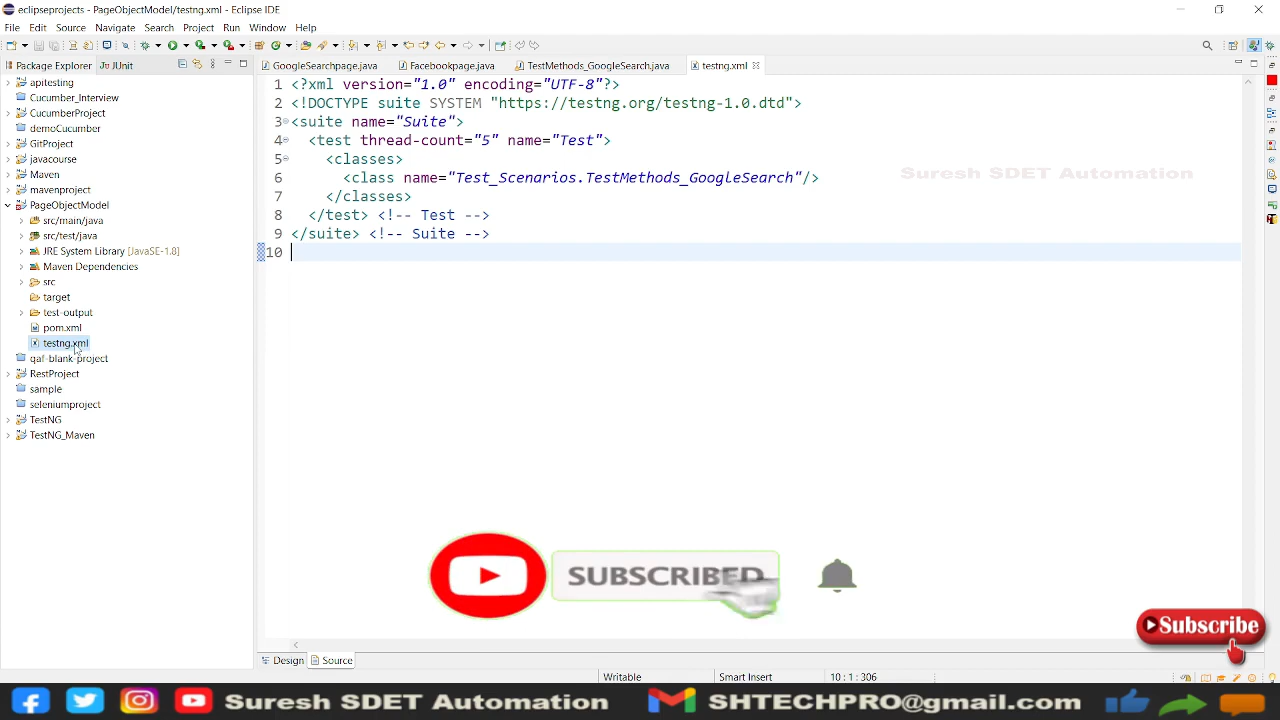 eclipseprojects - PageObjectModel/testng.xml - Eclipse IDE
File Edit Source Navigate Search Project Run Window Help
Package Explorer JUnit
GoogleSearchpage.java Facebookpage.java TestMethods_GoogleSearch.java testng.xml
apitesting
Cucumber_Interview
CucumberProject
demoCucumber
GitProject
javacourse
Maven
mavenproject
PageObjectModel
src/main/java
src/test/java
JRE System Library [JavaSE-1.8]
Maven Dependencies
src
target
test-output
pom.xml
testng.xml
qaf-blank-project
RestProject
sample
seleniumproject
TestNG
TestNG_Maven
1 <?xml version="1.0" encoding="UTF-8"?>
2 <!DOCTYPE suite SYSTEM "https://testng.org/testng-1.0.dtd">
3 <suite name="Suite">
4 <test thread-count="5" name="Test">
5 <classes>
6 <class name="Test_Scenarios.TestMethods_GoogleSearch"/>
7 </classes>
8 </test> <!-- Test -->
9 </suite> <!-- Suite -->
10
Suresh SDET Automation
SUBSCRIBED
Subscribe
Design Source
Writable Smart Insert 10 : 1 : 306
Suresh SDET Automation SHTECHPRO@gmail.com